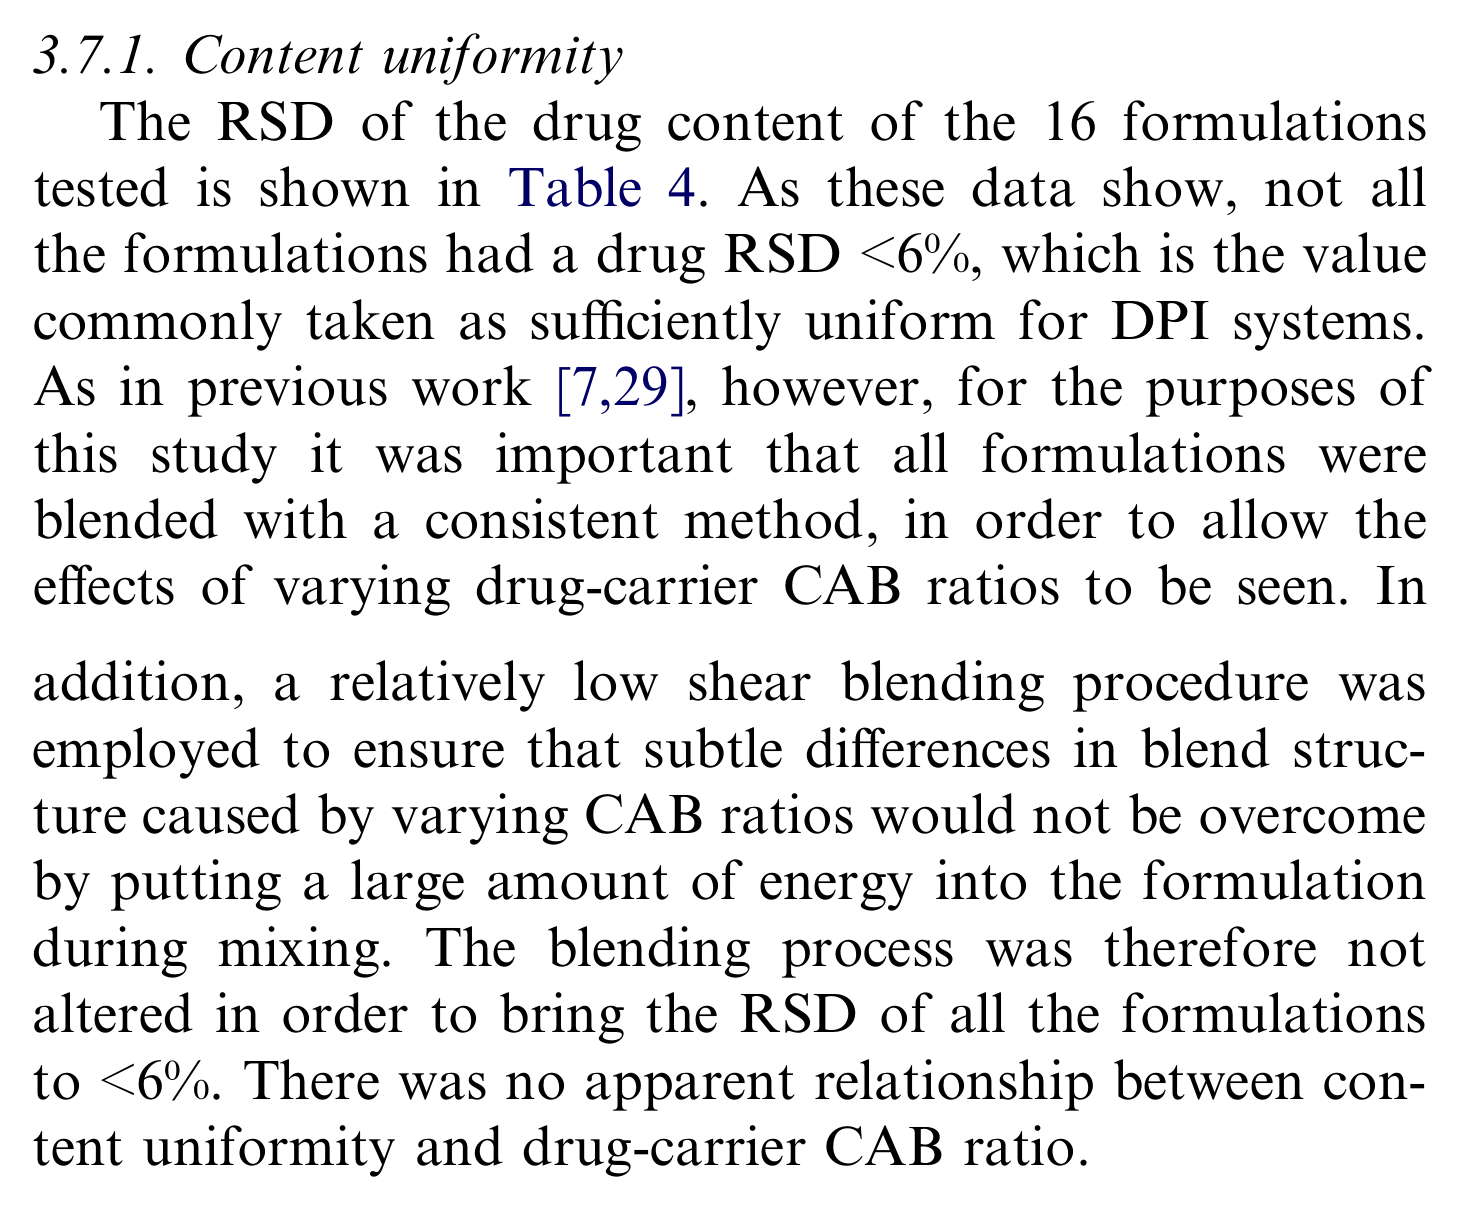 3.7.1. Content uniformity
The RSD of the drug content of the 16 formulations
tested is shown in Table 4. As these data show, not all
the formulations had a drug RSD <6%, which is the value
commonly taken as sufficiently uniform for DPI systems.
As in previous work [7,29], however, for the purposes of
this study it was important that all formulations were
blended with a consistent method, in order to allow the
effects of varying drug-carrier CAB ratios to be seen. In
addition, a relatively low shear blending procedure was
employed to ensure that subtle differences in blend struc-
ture caused by varying CAB ratios would not be overcome
by putting a large amount of energy into the formulation
during mixing. The blending process was therefore not
altered in order to bring the RSD of all the formulations
to <6%. There was no apparent relationship between con-
tent uniformity and drug-carrier CAB ratio.